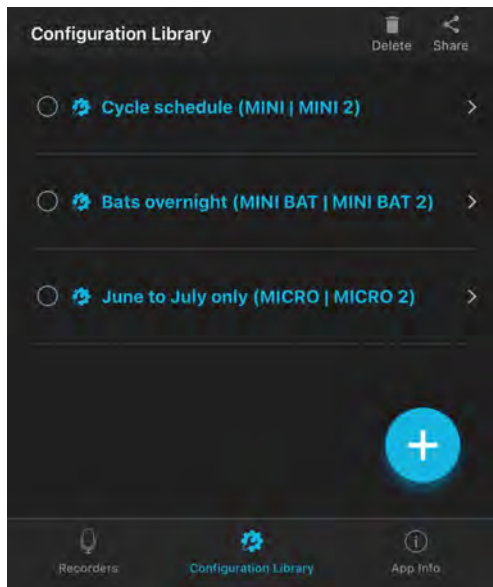 Configuration Library
Delete Share
Cycle schedule (MINI | MINI 2)
Bats overnight (MINI BAT | MINI BAT 2)
June to July only (MICRO | MICRO 2)
Recorders Configuration Library App Info